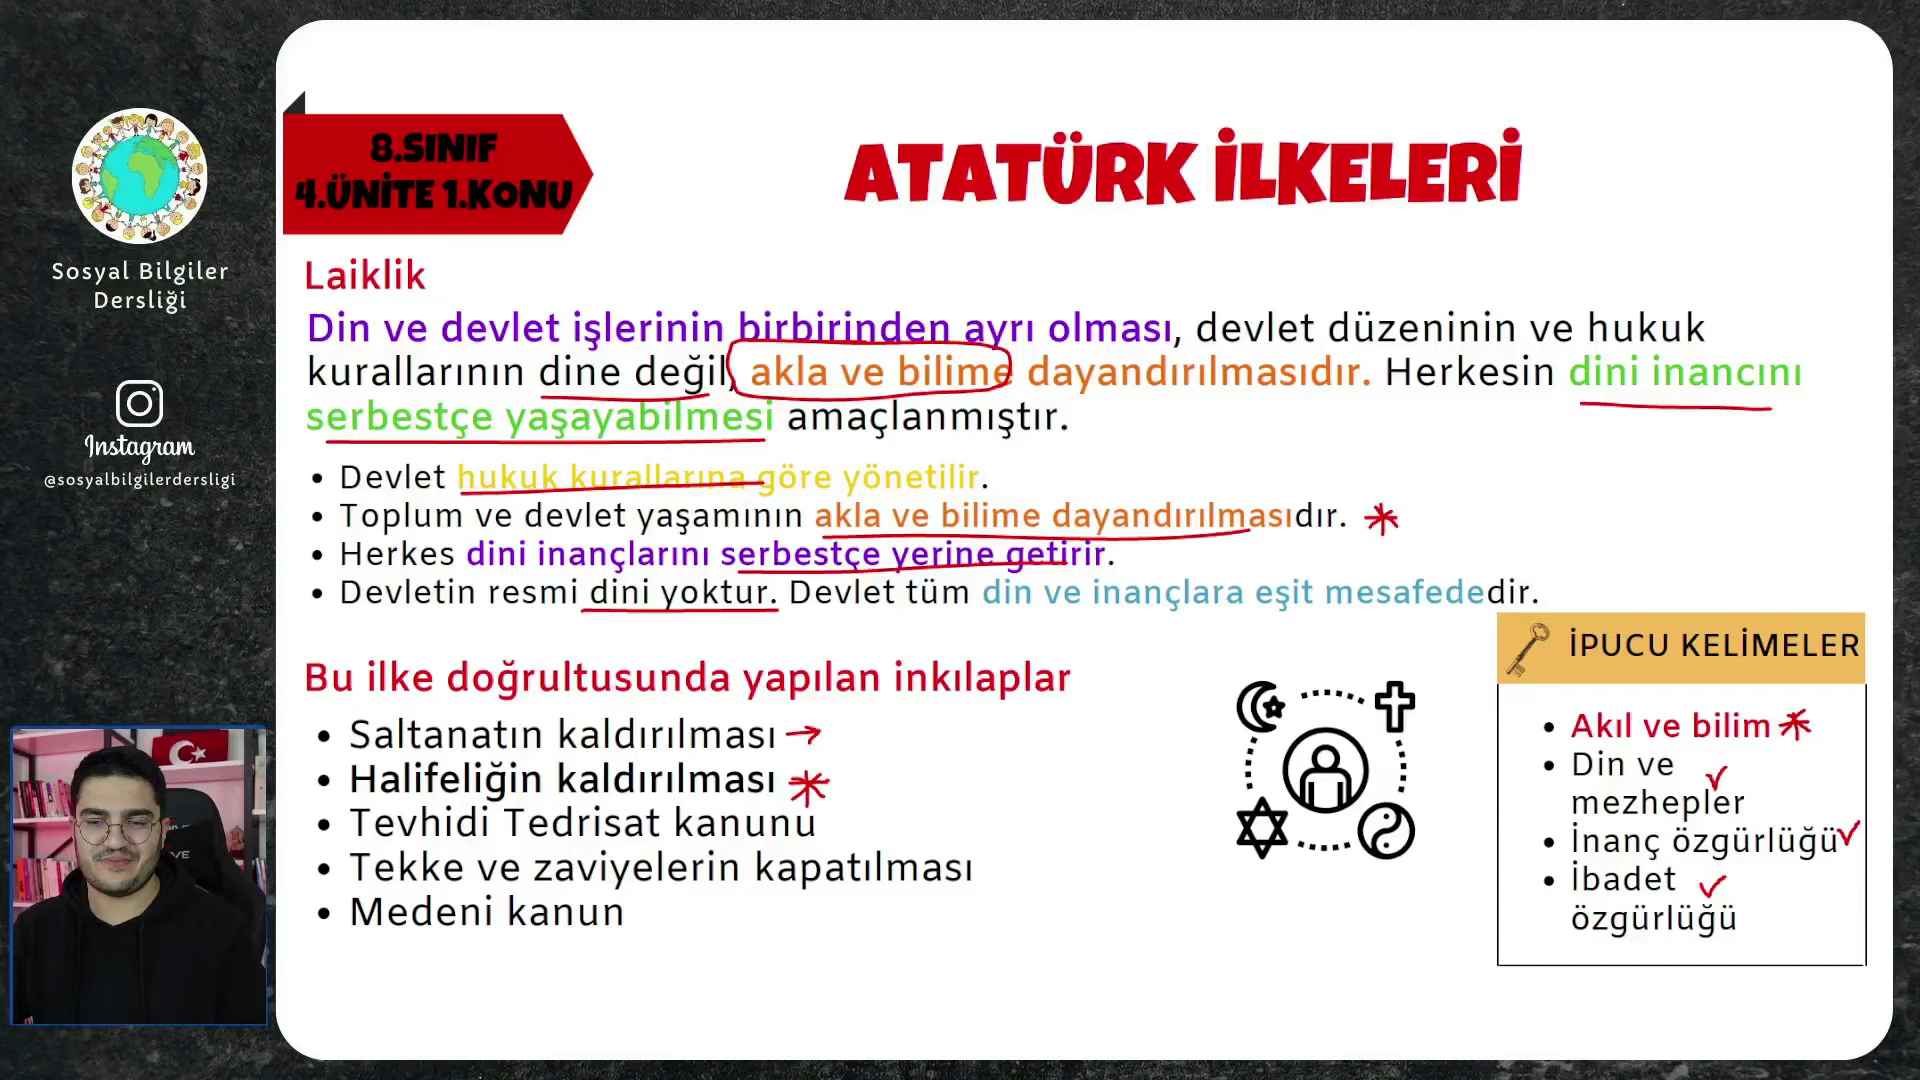 8.SINIF
4.ÜNİTE 1.KONU
ATATÜRK İLKELERİ
Sosyal Bilgiler
Dersliği
Instagram
@sosyalbilgilerdersligi
Laiklik
Din ve devlet işlerinin birbirinden ayrı olması, devlet düzeninin ve hukuk
kurallarının dine değil, akla ve bilime dayandırılmasıdır. Herkesin dini inancını
serbestçe yaşayabilmesi amaçlanmıştır.
• Devlet hukuk kurallarına göre yönetilir.
• Toplum ve devlet yaşamının akla ve bilime dayandırılmasıdır.
• Herkes dini inançlarını serbestçe yerine getirir.
• Devletin resmi dini yoktur. Devlet tüm din ve inançlara eşit mesafededir.
Bu ilke doğrultusunda yapılan inkılaplar
• Saltanatın kaldırılması
• Halifeliğin kaldırılması
• Tevhidi Tedrisat kanunu
• Tekke ve zaviyelerin kapatılması
• Medeni kanun
İPUCU KELİMELER
• Akıl ve bilim
• Din ve
mezhepler
• İnanç özgürlüğü
• İbadet
özgürlüğü